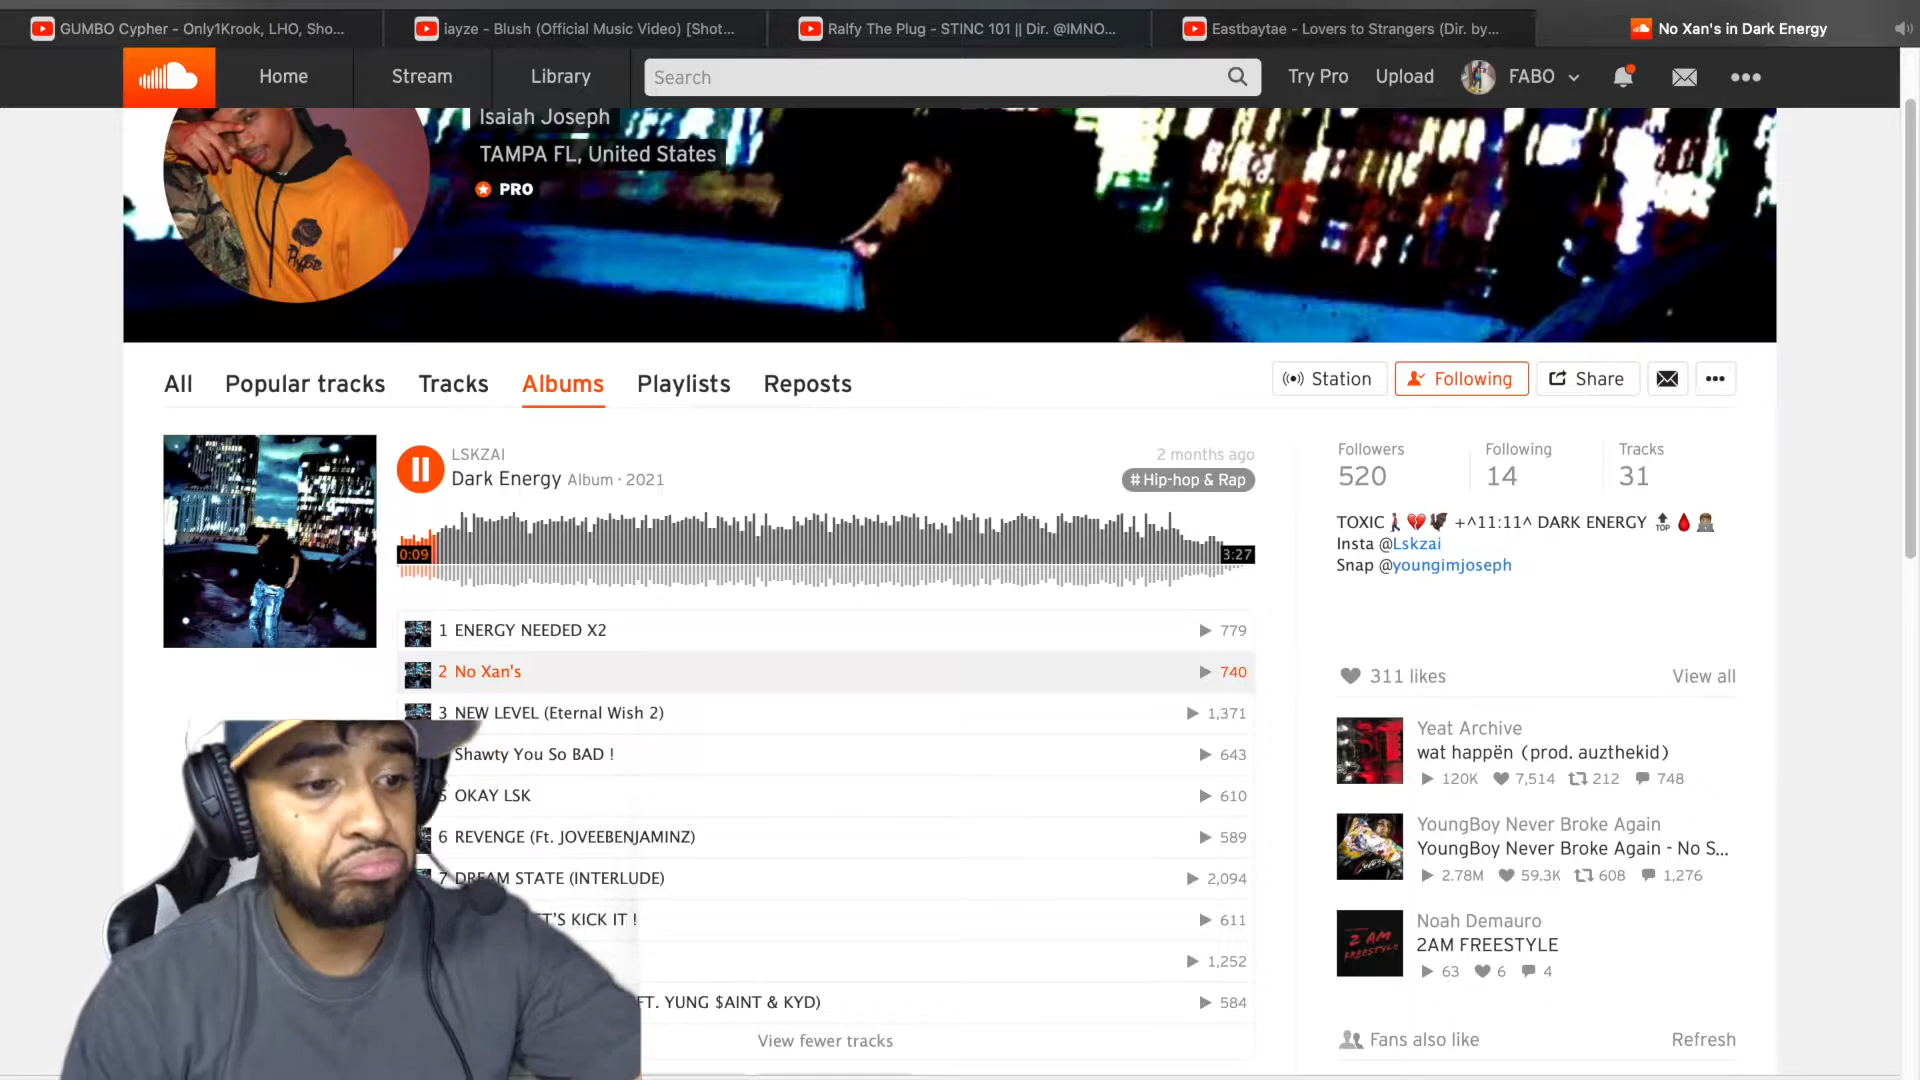 GUMBO Cypher - Only1Krook, LHO, Sho...
iayze - Blush (Official Music Video) [Shot...
Ralfy The Plug - STINC 101 || Dir. @IMNO...
Eastbaytae - Lovers to Strangers (Dir. by...
No Xan's in Dark Energy
Home
Stream
Library
Search
Try Pro
Upload
FABO
Isaiah Joseph
TAMPA FL, United States
PRO
All
Popular tracks
Tracks
Albums
Playlists
Reposts
Station
Following
Share
LSKZAI
2 months ago
Dark Energy Album · 2021
# Hip-hop & Rap
0:09
3:27
1 ENERGY NEEDED X2
779
2 No Xan's
740
3 NEW LEVEL (Eternal Wish 2)
1,371
Shawty You So BAD !
643
5 OKAY LSK
610
6 REVENGE (Ft. JOVEEBENJAMINZ)
589
7 DREAM STATE (INTERLUDE)
2,094
T'S KICK IT !
611
1,252
FT. YUNG $AINT & KYD)
584
View fewer tracks
Followers
Following
Tracks
520
14
31
TOXIC🚶💔🦇 +^11:11^ DARK ENERGY 🔝🩸👨🏽‍💻
Insta @Lskzai
Snap @youngimjoseph
311 likes
View all
Yeat Archive
wat happën (prod. auzthekid)
120K 7,514 212 748
YoungBoy Never Broke Again
YoungBoy Never Broke Again - No S...
2.78M 59.3K 608 1,276
2 AM
FREESTYLE
Noah Demauro
2AM FREESTYLE
63 6 4
Fans also like
Refresh